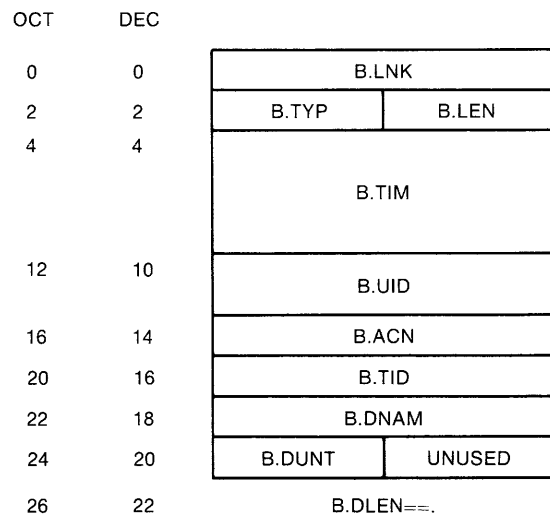 OCT DEC
0 0 B.LNK
2 2 B.TYP B.LEN
4 4
B.TIM
12 10
B.UID
16 14 B.ACN
20 16 B.TID
22 18 B.DNAM
24 20 B.DUNT UNUSED
26 22 B.DLEN==.